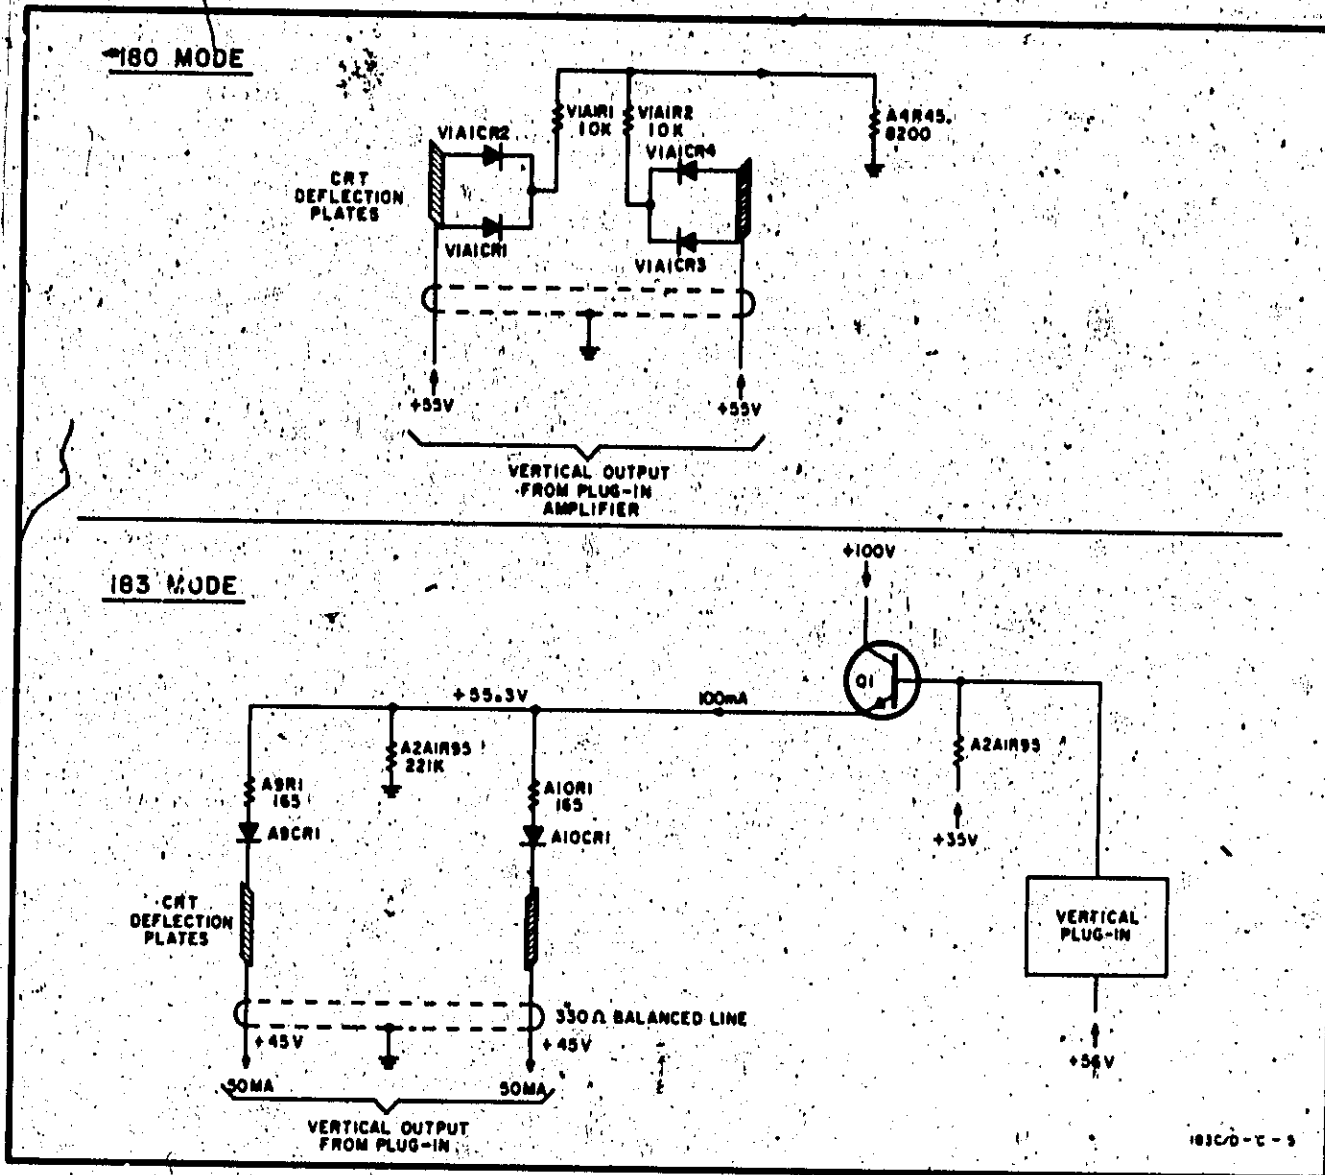 180 MODE
VIAICR2
VIAIR1
10K
VIAIR2
10K
VIAICR4
A4R45
8200
CRT
DEFLECTION
PLATES
VIAICR1
VIAICR3
+55V
+55V
VERTICAL OUTPUT
FROM PLUG-IN
AMPLIFIER
183 MODE
+100V
Q1
+55.3V
100mA
A2AIR95
221K
A2AIR93
A9R1
165
A10R1
165
A9CR1
A10CR1
+35V
CRT
DEFLECTION
PLATES
VERTICAL
PLUG-IN
330Ω BALANCED LINE
+45V
+45V
+56V
50MA
50MA
VERTICAL OUTPUT
FROM PLUG-IN
183C/D-C-5